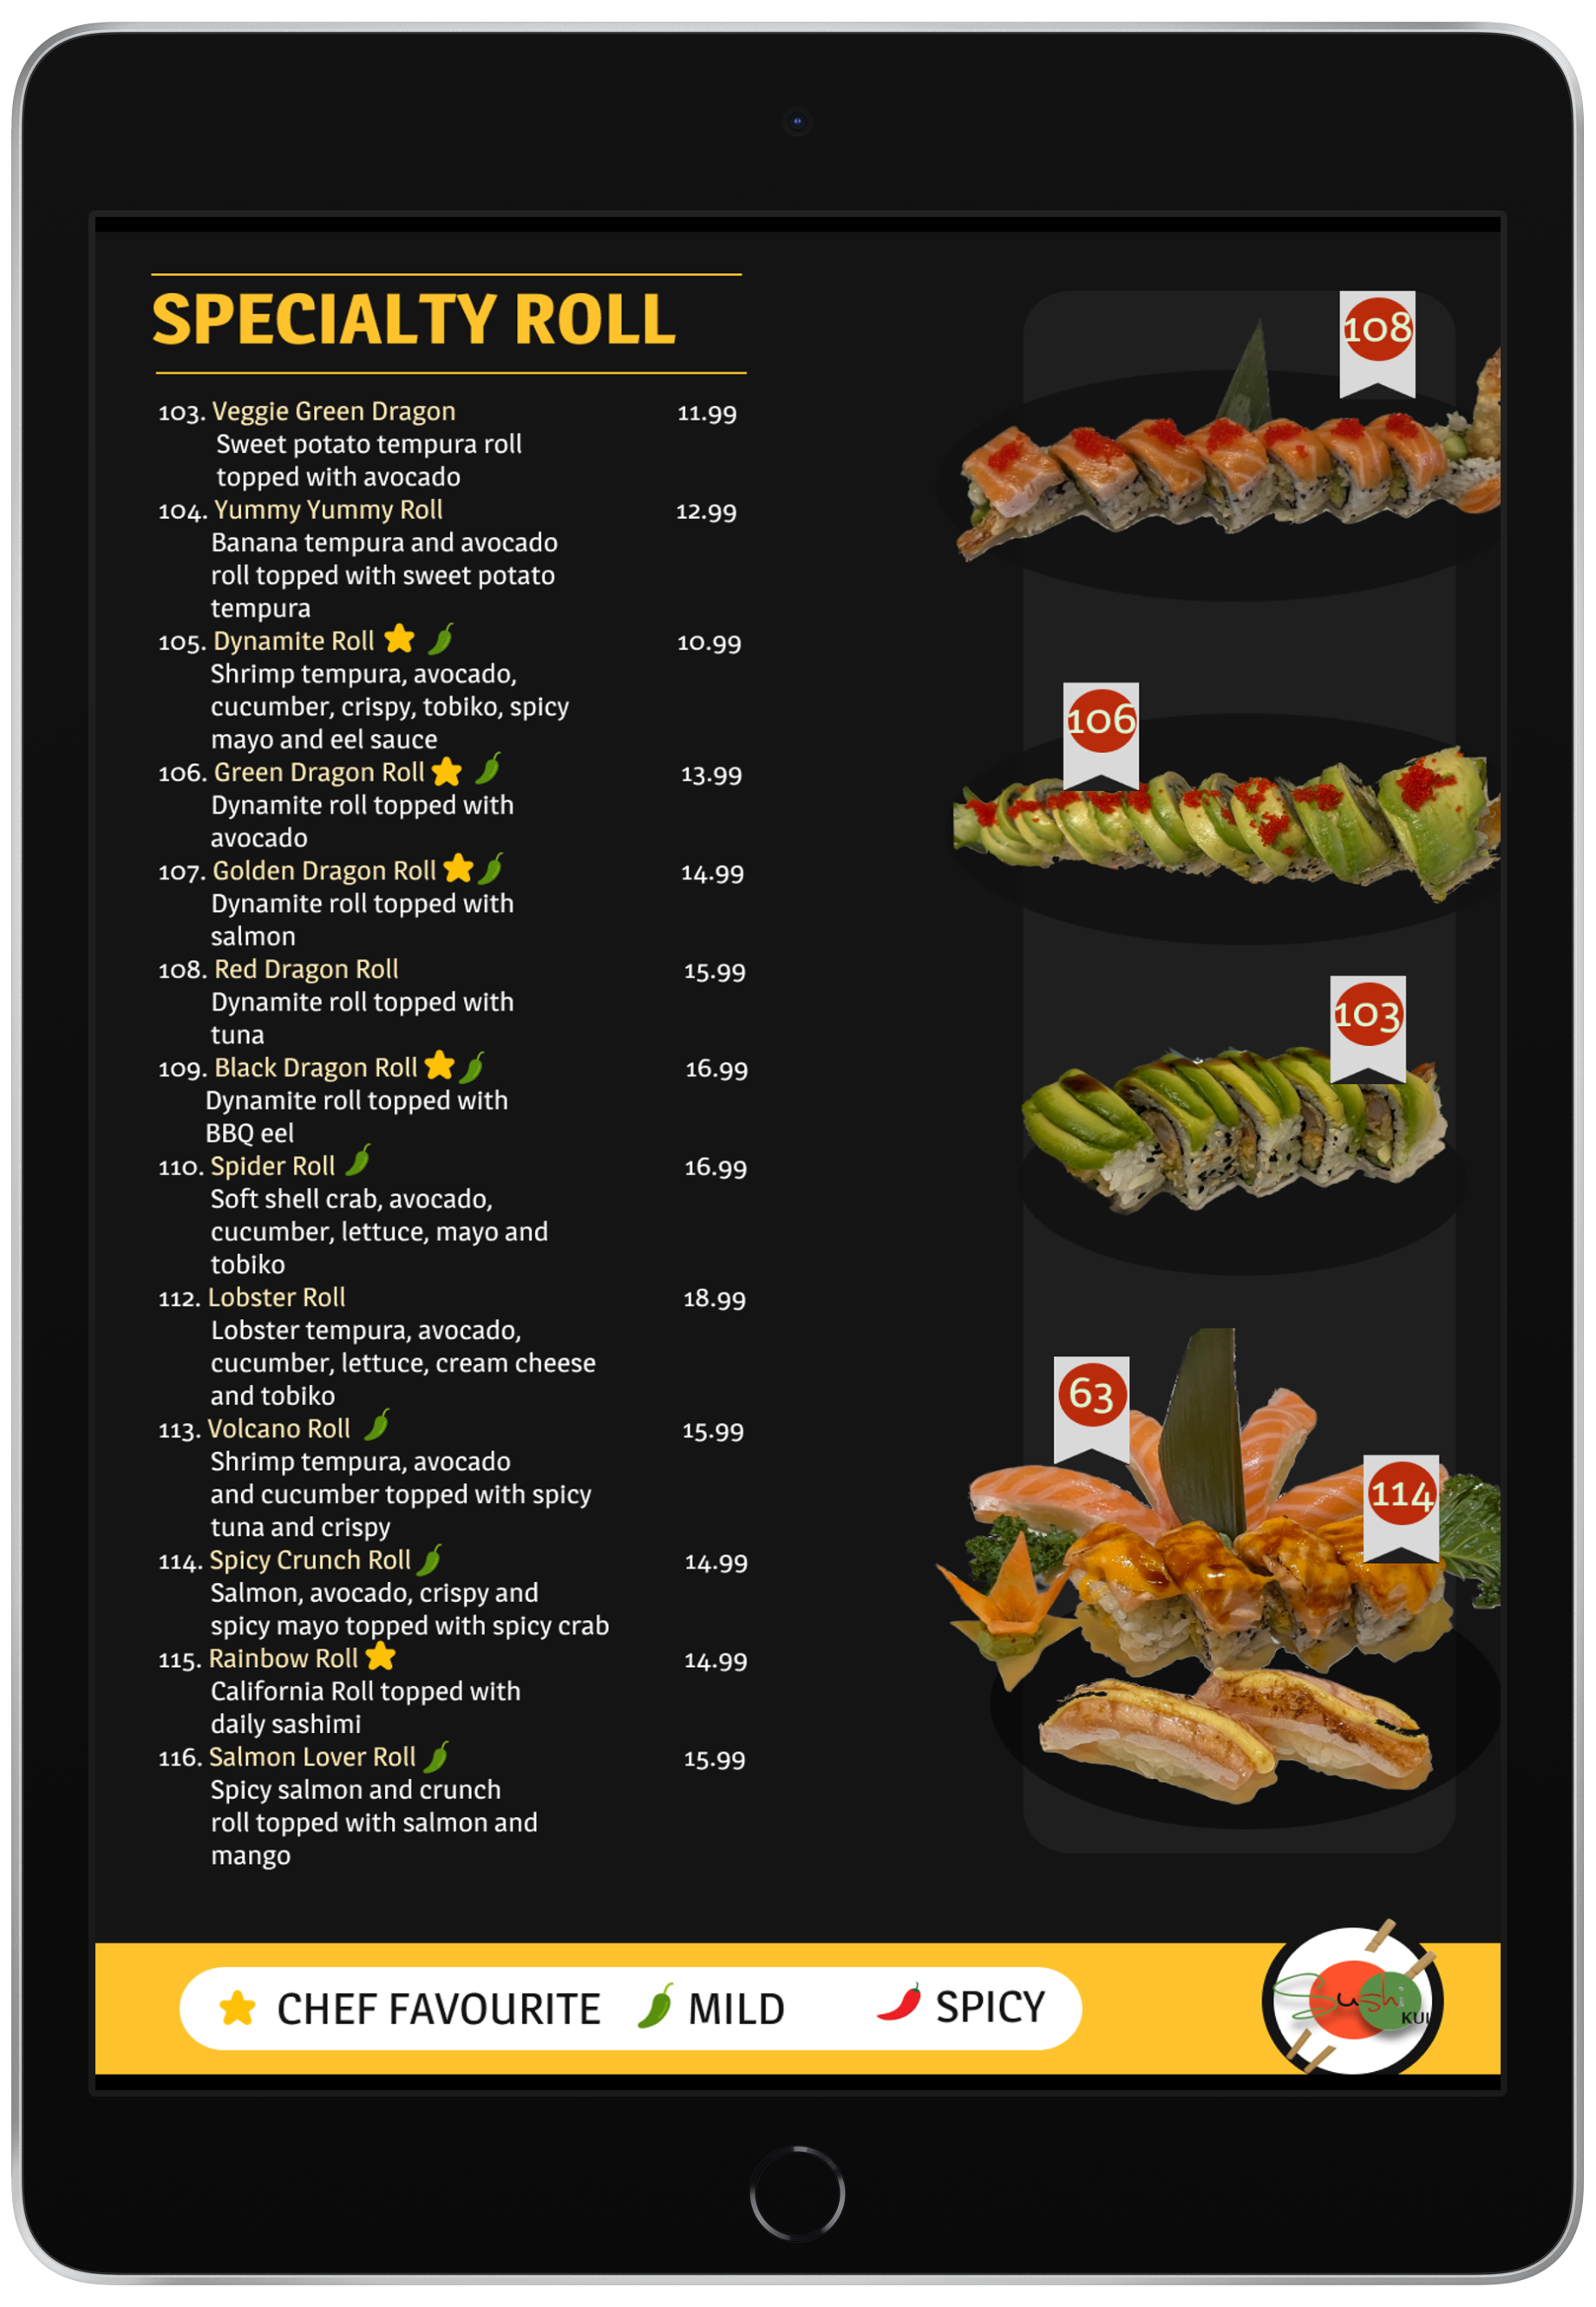 SPECIALTY ROLL
103. Veggie Green Dragon 11.99
Sweet potato tempura roll
topped with avocado
104. Yummy Yummy Roll 12.99
Banana tempura and avocado
roll topped with sweet potato
tempura
105. Dynamite Roll 10.99
Shrimp tempura, avocado,
cucumber, crispy, tobiko, spicy
mayo and eel sauce
106. Green Dragon Roll 13.99
Dynamite roll topped with
avocado
107. Golden Dragon Roll 14.99
Dynamite roll topped with
salmon
108. Red Dragon Roll 15.99
Dynamite roll topped with
tuna
109. Black Dragon Roll 16.99
Dynamite roll topped with
BBQ eel
110. Spider Roll 16.99
Soft shell crab, avocado,
cucumber, lettuce, mayo and
tobiko
112. Lobster Roll 18.99
Lobster tempura, avocado,
cucumber, lettuce, cream cheese
and tobiko
113. Volcano Roll 15.99
Shrimp tempura, avocado
and cucumber topped with spicy
tuna and crispy
114. Spicy Crunch Roll 14.99
Salmon, avocado, crispy and
spicy mayo topped with spicy crab
115. Rainbow Roll 14.99
California Roll topped with
daily sashimi
116. Salmon Lover Roll 15.99
Spicy salmon and crunch
roll topped with salmon and
mango
108
106
103
63
114
CHEF FAVOURITE MILD SPICY
Sushi
KUI